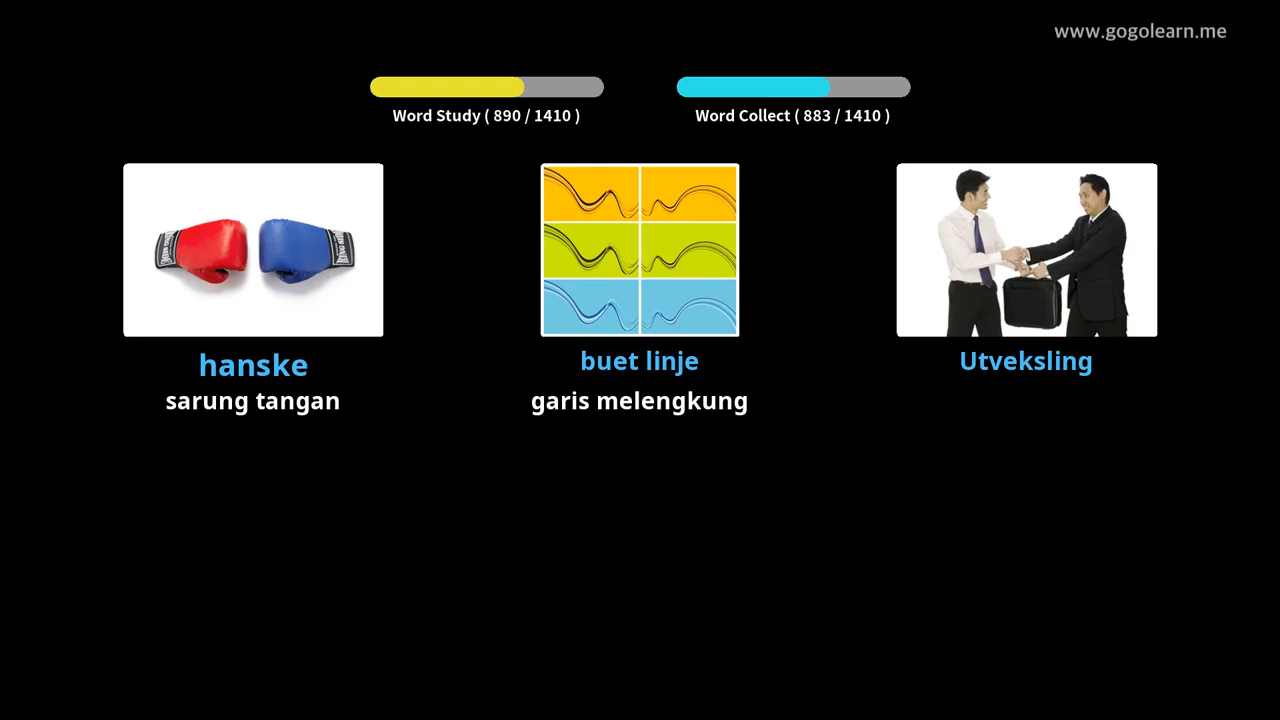 www.gogolearn.me
Word Study ( 890 / 1410 )
Word Collect ( 883 / 1410 )
hanske
buet linje
Utveksling
sarung tangan
garis melengkung